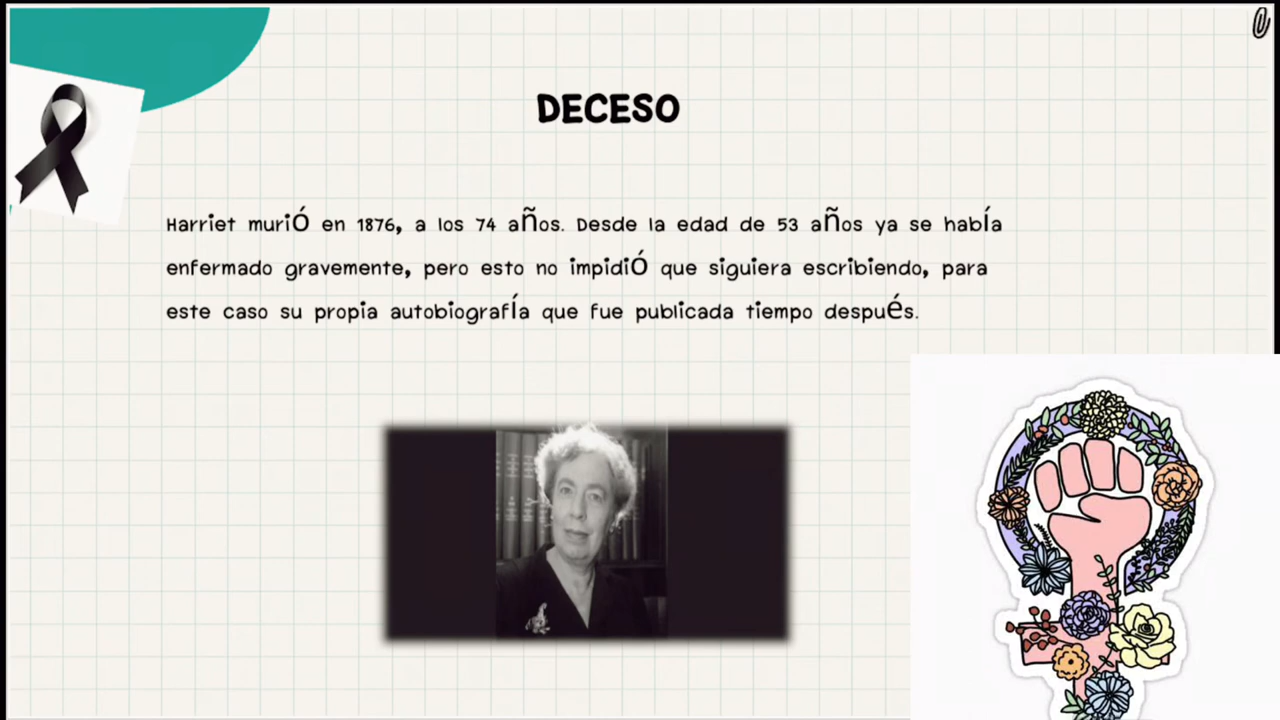 DECESO
Harriet murió en 1876, a los 74 años. Desde la edad de 53 años ya se había
enfermado gravemente, pero esto no impidió que siguiera escribiendo, para
este caso su propia autobiografía que fue publicada tiempo después.